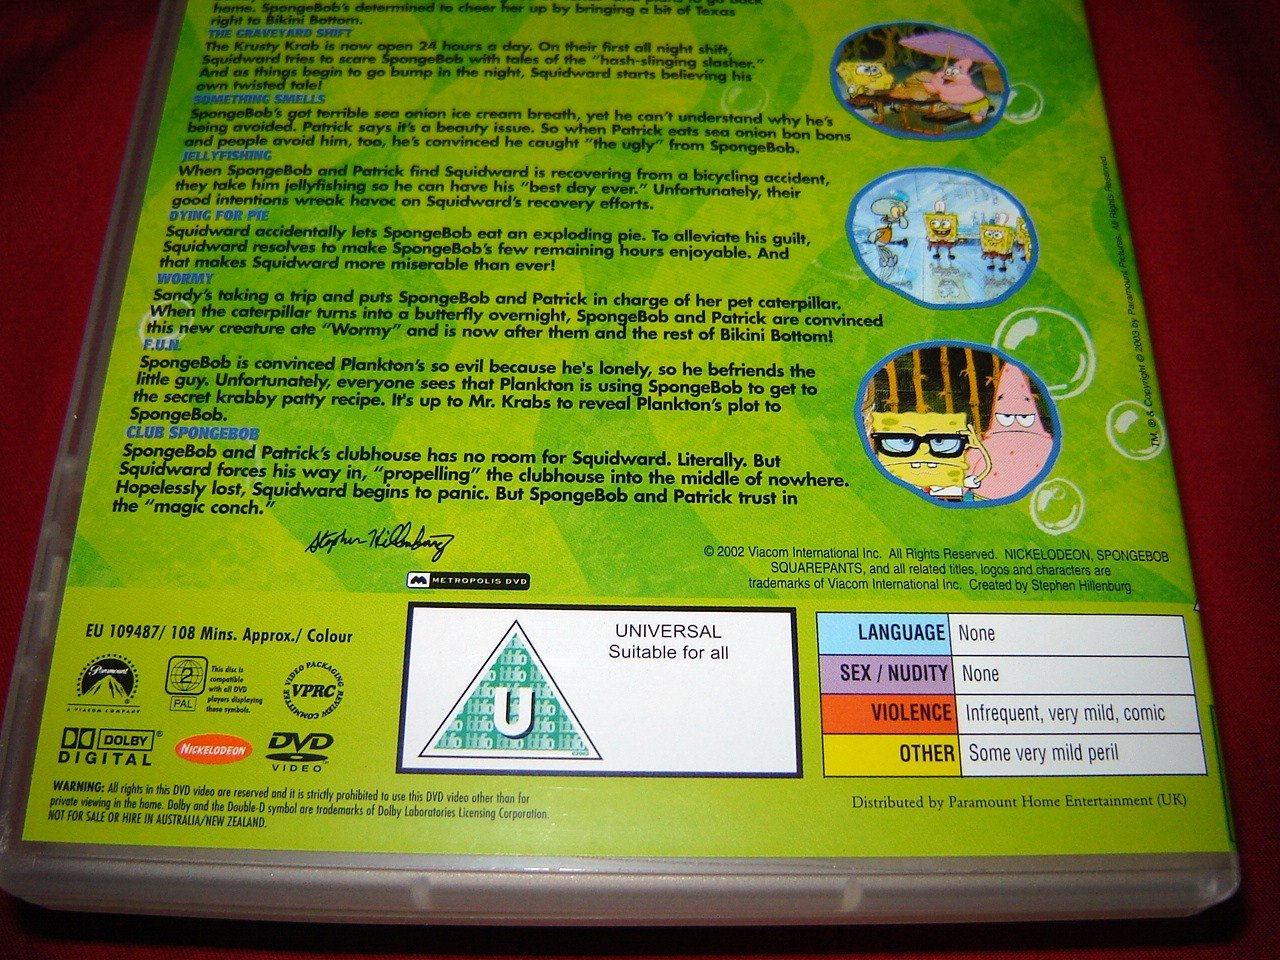 home. SpongeBob's determined to cheer her up by bringing a bit of Texas
right to Bikini Bottom.
THE GRAVEYARD SHIFT
The Krusty Krab is now open 24 hours a day. On their first all night shift,
Squidward tries to scare SpongeBob with tales of the "hash-slinging slasher."
And as things begin to go bump in the night, Squidward starts believing his
own twisted tale!
SOMETHING SMELLS
SpongeBob's got terrible sea onion ice cream breath, yet he can't understand why he's
being avoided. Patrick says it's a beauty issue. So when Patrick eats sea onion bon bons
and people avoid him, too, he's convinced he caught "the ugly" from SpongeBob.
JELLYFISHING
When SpongeBob and Patrick find Squidward is recovering from a bicycling accident,
they take him jellyfishing so he can have his "best day ever." Unfortunately, their
good intentions wreak havoc on Squidward's recovery efforts.
DYING FOR PIE
Squidward accidentally lets SpongeBob eat an exploding pie. To alleviate his guilt,
Squidward resolves to make SpongeBob's few remaining hours enjoyable. And
that makes Squidward more miserable than ever!
WORMY
Sandy's taking a trip and puts SpongeBob and Patrick in charge of her pet caterpillar.
When the caterpillar turns into a butterfly overnight, SpongeBob and Patrick are convinced
this new creature ate "Wormy" and is now after them and the rest of Bikini Bottom!
F.U.N.
SpongeBob is convinced Plankton's so evil because he's lonely, so he befriends the
little guy. Unfortunately, everyone sees that Plankton is using SpongeBob to get to
the secret krabby patty recipe. It's up to Mr. Krabs to reveal Plankton's plot to
SpongeBob.
CLUB SPONGEBOB
SpongeBob and Patrick's clubhouse has no room for Squidward. Literally. But
Squidward forces his way in, "propelling" the clubhouse into the middle of nowhere.
Hopelessly lost, Squidward begins to panic. But SpongeBob and Patrick trust in
the "magic conch."
Stephen Hillenburg
METROPOLIS DVD
© 2002 Viacom International Inc. All Rights Reserved. NICKELODEON, SPONGEBOB
SQUAREPANTS, and all related titles, logos and characters are
trademarks of Viacom International Inc. Created by Stephen Hillenburg.
TM, ® & Copyright © 2003 by Paramount Pictures. All Rights Reserved
EU 109487/ 108 Mins. Approx./ Colour
Paramount
A VIACOM COMPANY
2
PAL
This disc is
compatible
with all DVD
players displaying
these symbols.
VIDEO PACKAGING REVIEW COMMITTEE
VPRC
DOLBY
DIGITAL
NICKELODEON
DVD
VIDEO
U
UNIVERSAL
Suitable for all
LANGUAGE None
SEX / NUDITY None
VIOLENCE Infrequent, very mild, comic
OTHER Some very mild peril
WARNING: All rights in this DVD video are reserved and it is strictly prohibited to use this DVD video other than for
private viewing in the home. Dolby and the Double-D symbol are trademarks of Dolby Laboratories Licensing Corporation.
NOT FOR SALE OR HIRE IN AUSTRALIA/NEW ZEALAND.
Distributed by Paramount Home Entertainment (UK)